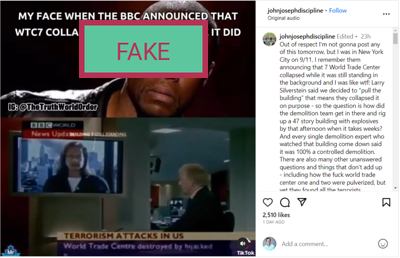 MY FACE WHEN THE BBC ANNOUNCED THAT
WTC7 COLLA
IT DID
FAKE
IG: @TheTruthWorldOrder
BBC WORLD
News Update
TERRORISM ATTACKS IN US
World Trade Centre destroyed by hijacked
TikTok
johnjosephdiscipline • Follow
Original audio
johnjosephdiscipline Edited • 23h
Out of respect I'm not gonna post any
of this tomorrow, but I was in New York
City on 9/11. I remember them
announcing that 7 World Trade Center
collapsed while it was still standing in
the background and I was like wtf! Larry
Silverstein said we decided to "pull the
building" that means they collapsed it
on purpose - so the question is how did
the demolition team get in there and rig
up a 47 story building with explosives
by that afternoon when it takes weeks?
And every single demolition expert who
watched that building come down said
it was 100% a controlled demolition.
There are also many other unanswered
questions and things that don't add up
- including how the fuck world trade
center one and two were pulverized, but
yet they found all the terrorists
2,510 likes
1 DAY AGO
Add a comment...